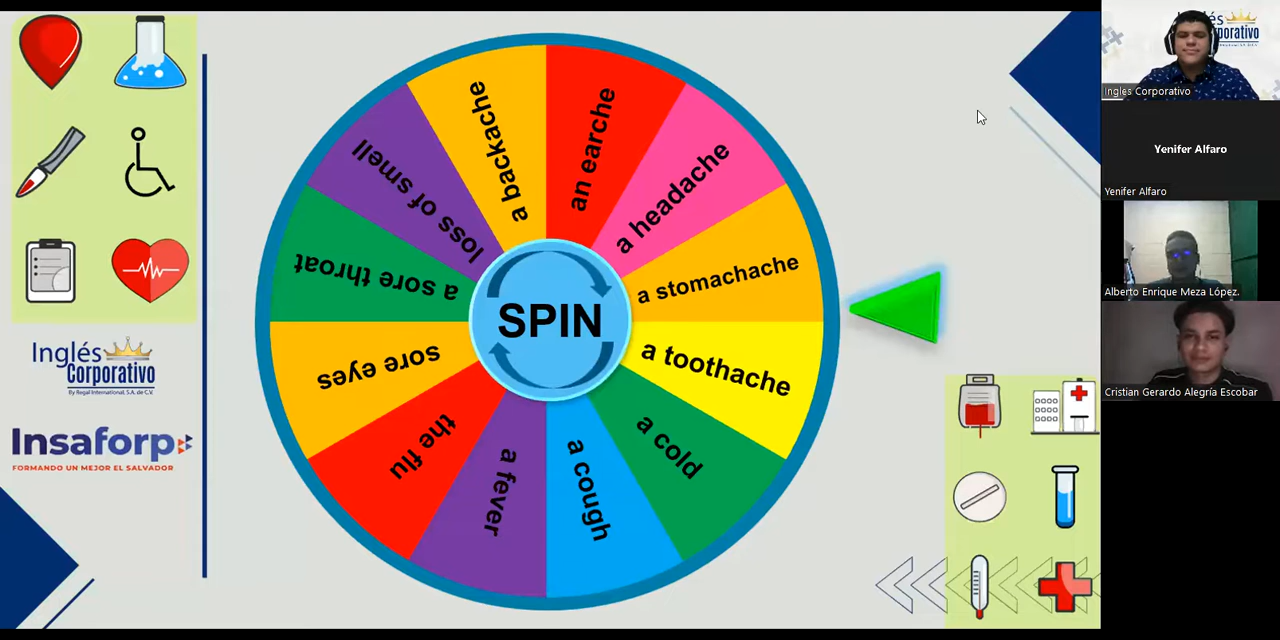 a backache
an earche
a headache
a stomachache
a toothache
a cold
a cough
a fever
the flu
sore eyes
a sore throat
loss of smell
SPIN
Inglés
Corporativo
By Regal International, S.A. de C.V.
Insaforp
FORMANDO UN MEJOR EL SALVADOR
Ingles Corporativo
Yenifer Alfaro
Yenifer Alfaro
Alberto Enrique Meza López.
Cristian Gerardo Alegría Escobar